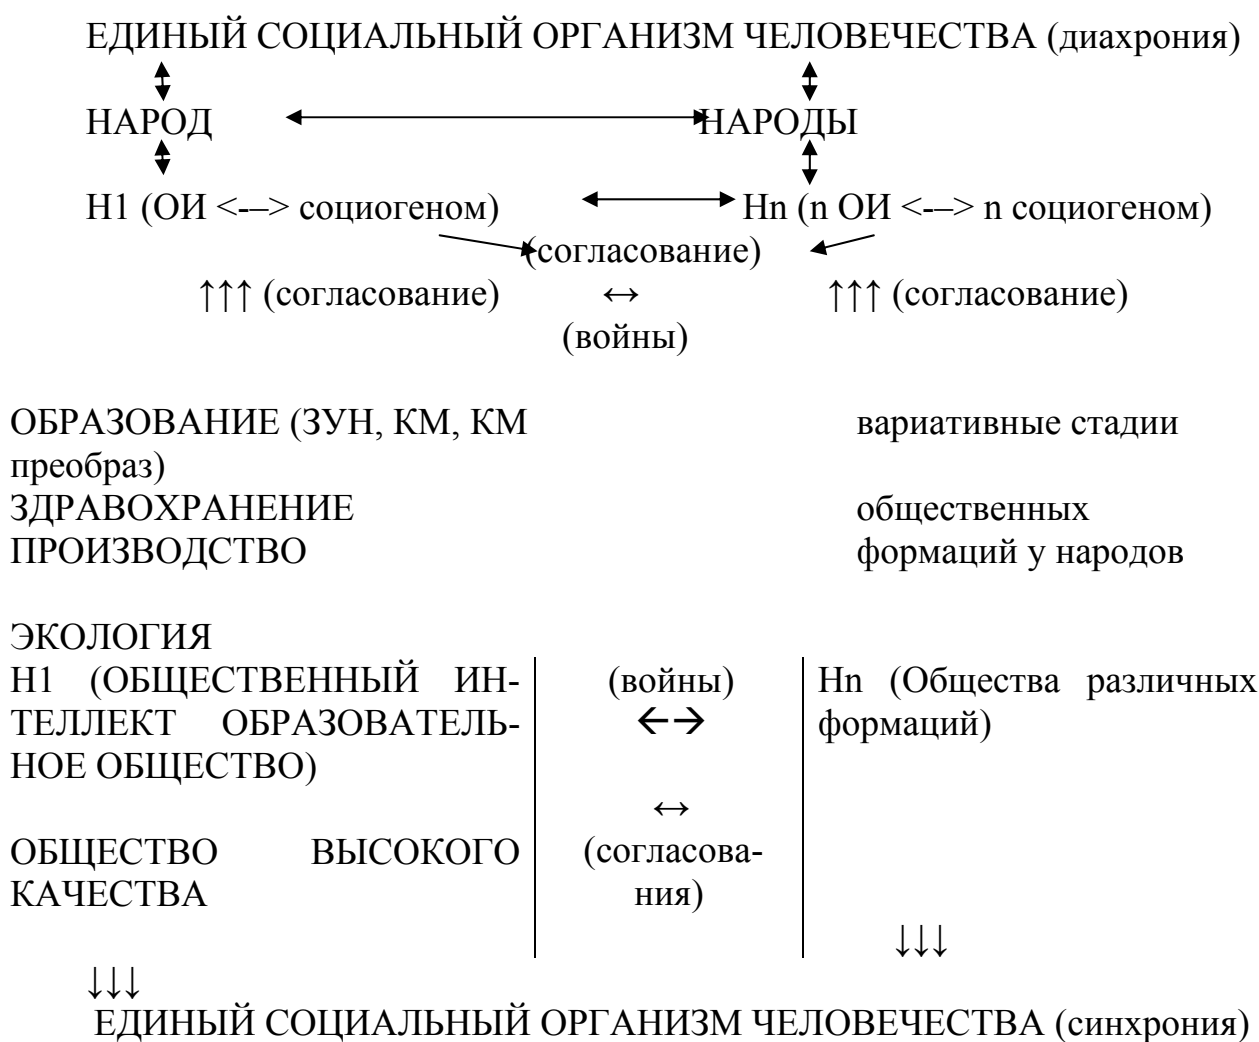 ЕДИНЫЙ СОЦИАЛЬНЫЙ ОРГАНИЗМ ЧЕЛОВЕЧЕСТВА (диахрония)
НАРОД НАРОДЫ
Н1 (ОИ <-–> социогеном) Нn (n ОИ <--> n социогеном)
(согласование)
↑↑↑ (согласование) ↔ ↑↑↑ (согласование)
(войны)
ОБРАЗОВАНИЕ (ЗУН, КМ, КМ вариативные стадии
преобраз)
ЗДРАВОХРАНЕНИЕ общественных
ПРОИЗВОДСТВО формаций у народов
ЭКОЛОГИЯ
Н1 (ОБЩЕСТВЕННЫЙ ИН- (войны) Нn (Общества различных
ТЕЛЛЕКТ ОБРАЗОВАТЕЛЬ- ←→ формаций)
НОЕ ОБЩЕСТВО)
↔
ОБЩЕСТВО ВЫСОКОГО (согласова-
КАЧЕСТВА ния)
↓↓↓
↓↓↓
ЕДИНЫЙ СОЦИАЛЬНЫЙ ОРГАНИЗМ ЧЕЛОВЕЧЕСТВА (синхрония)